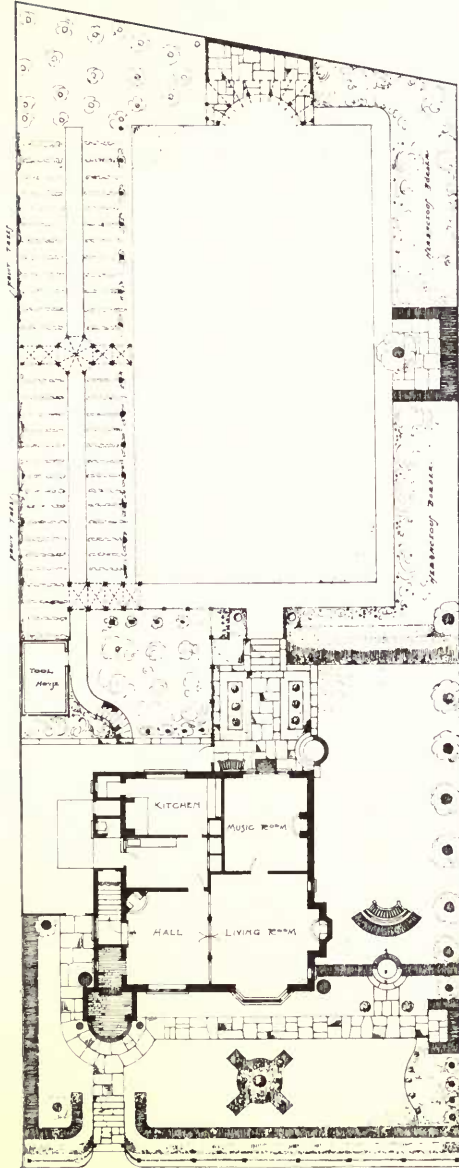 HERBACEOUS BORDER
FRUIT TREES
HERBACEOUS BORDER
FRUIT TREES
TOOL
HOUSE
KITCHEN
MUSIC ROOM
HALL
LIVING ROOM